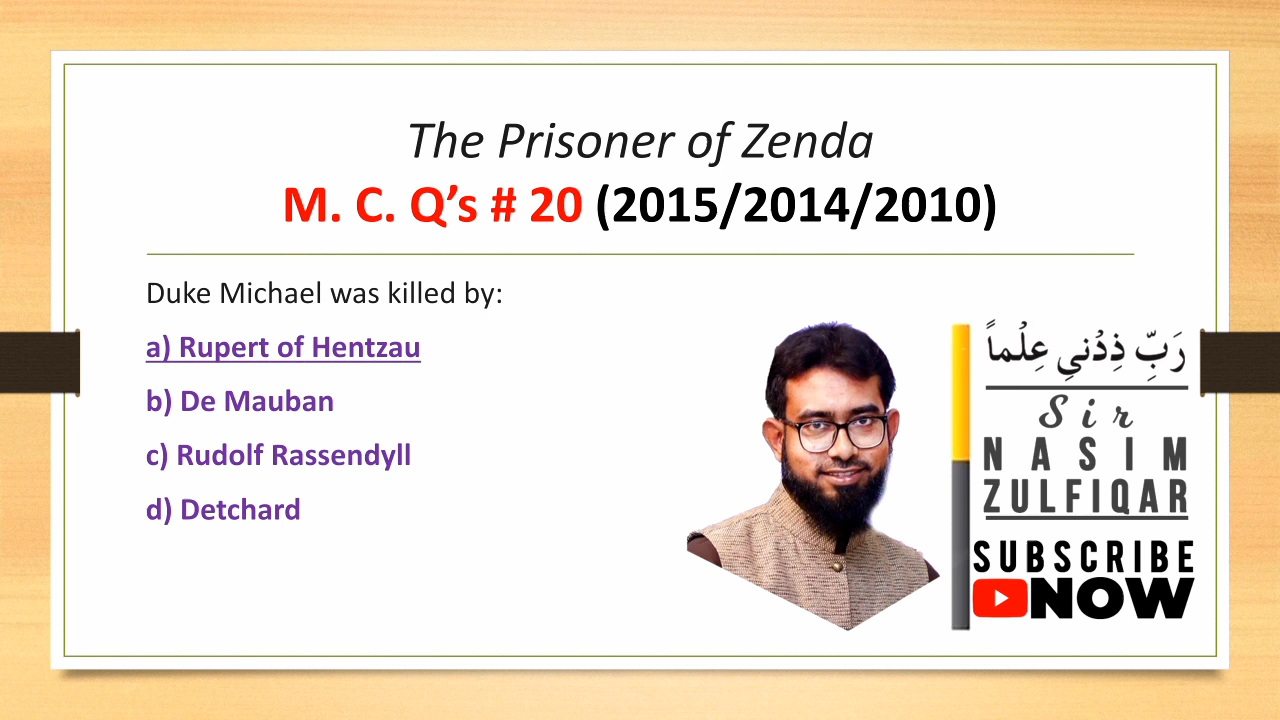 The Prisoner of Zenda
M. C. Q’s # 20 (2015/2014/2010)
Duke Michael was killed by:
a) Rupert of Hentzau
b) De Mauban
c) Rudolf Rassendyll
d) Detchard
رَبِّ ذِدْنيِ عِلْماً
Sir
NASIM
ZULFIQAR
SUBSCRIBE
NOW